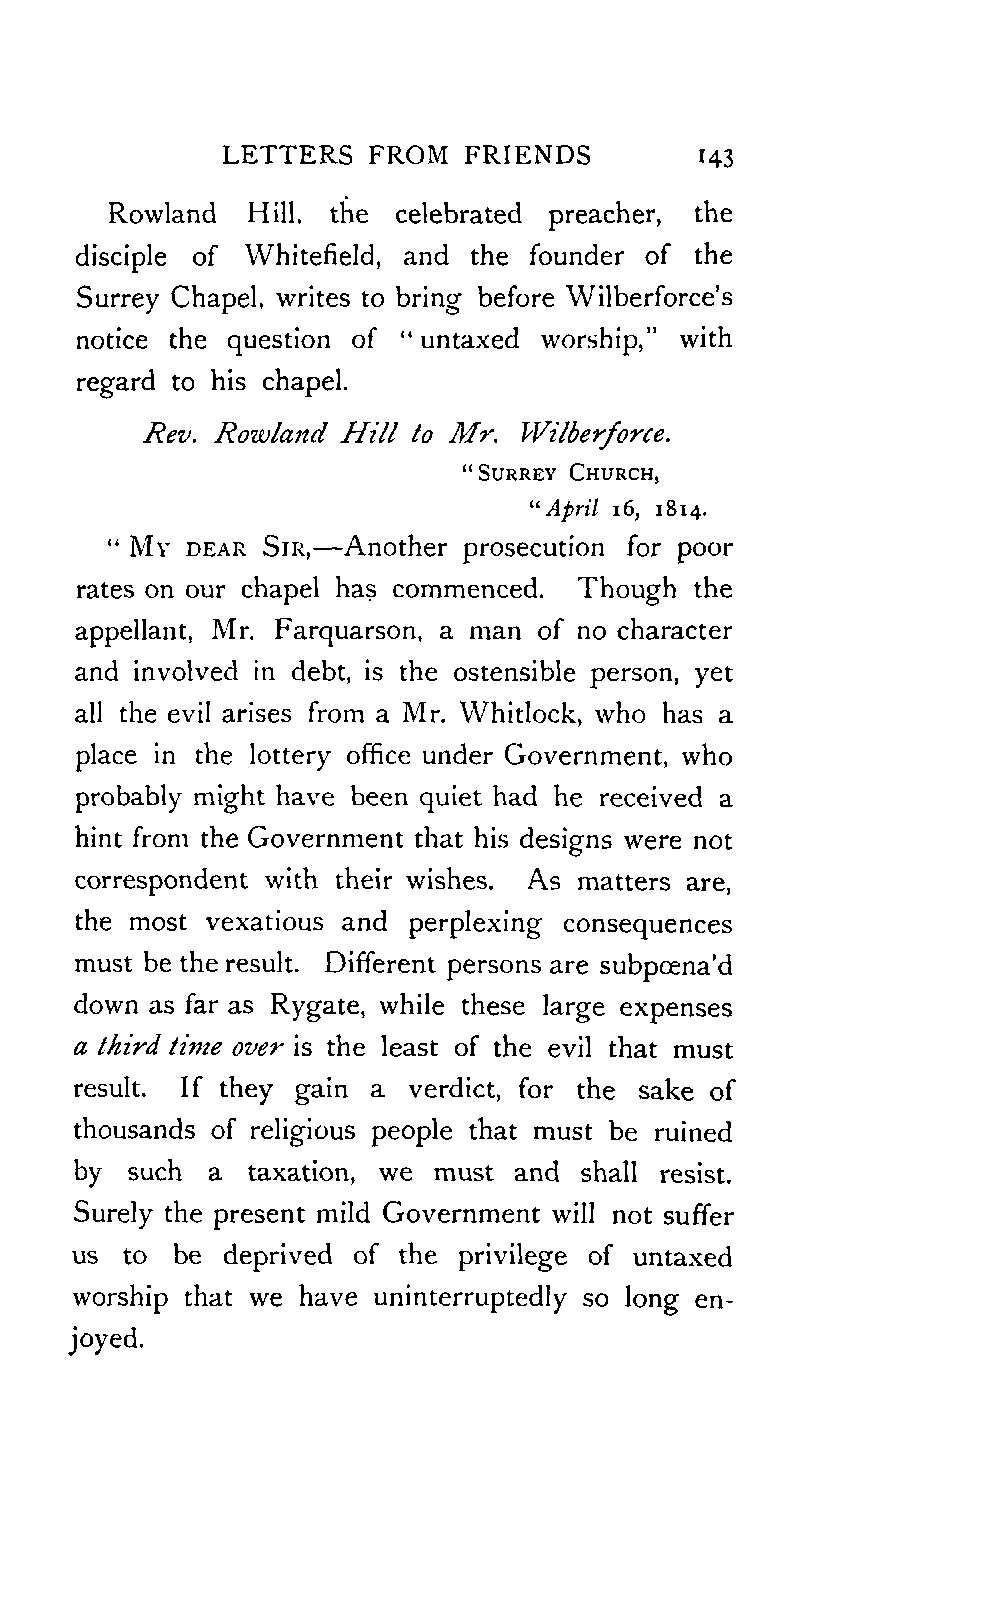 LETTERS FROM FRIENDS 143
Rowland Hill, the celebrated preacher, the
disciple of Whitefield, and the founder of the
Surrey Chapel, writes to bring before Wilberforce's
notice the question of “untaxed worship,” with
regard to his chapel.
Rev. Rowland Hill to Mr. Wilberforce.
“SURREY CHURCH,
“April 16, 1814.
“MY DEAR SIR,—Another prosecution for poor
rates on our chapel has commenced. Though the
appellant, Mr. Farquarson, a man of no character
and involved in debt, is the ostensible person, yet
all the evil arises from a Mr. Whitlock, who has a
place in the lottery office under Government, who
probably might have been quiet had he received a
hint from the Government that his designs were not
correspondent with their wishes. As matters are,
the most vexatious and perplexing consequences
must be the result. Different persons are subpœna'd
down as far as Rygate, while these large expenses
a third time over is the least of the evil that must
result. If they gain a verdict, for the sake of
thousands of religious people that must be ruined
by such a taxation, we must and shall resist.
Surely the present mild Government will not suffer
us to be deprived of the privilege of untaxed
worship that we have uninterruptedly so long en-
joyed.